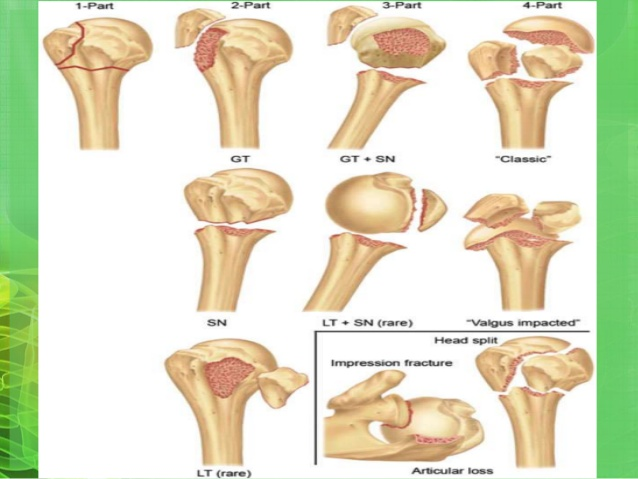 1-Part 2-Part 3-Part 4-Part
GT GT + SN "Classic"
SN LT + SN (rare) "Valgus impacted"
Head split
Impression fracture
LT (rare) Articular loss